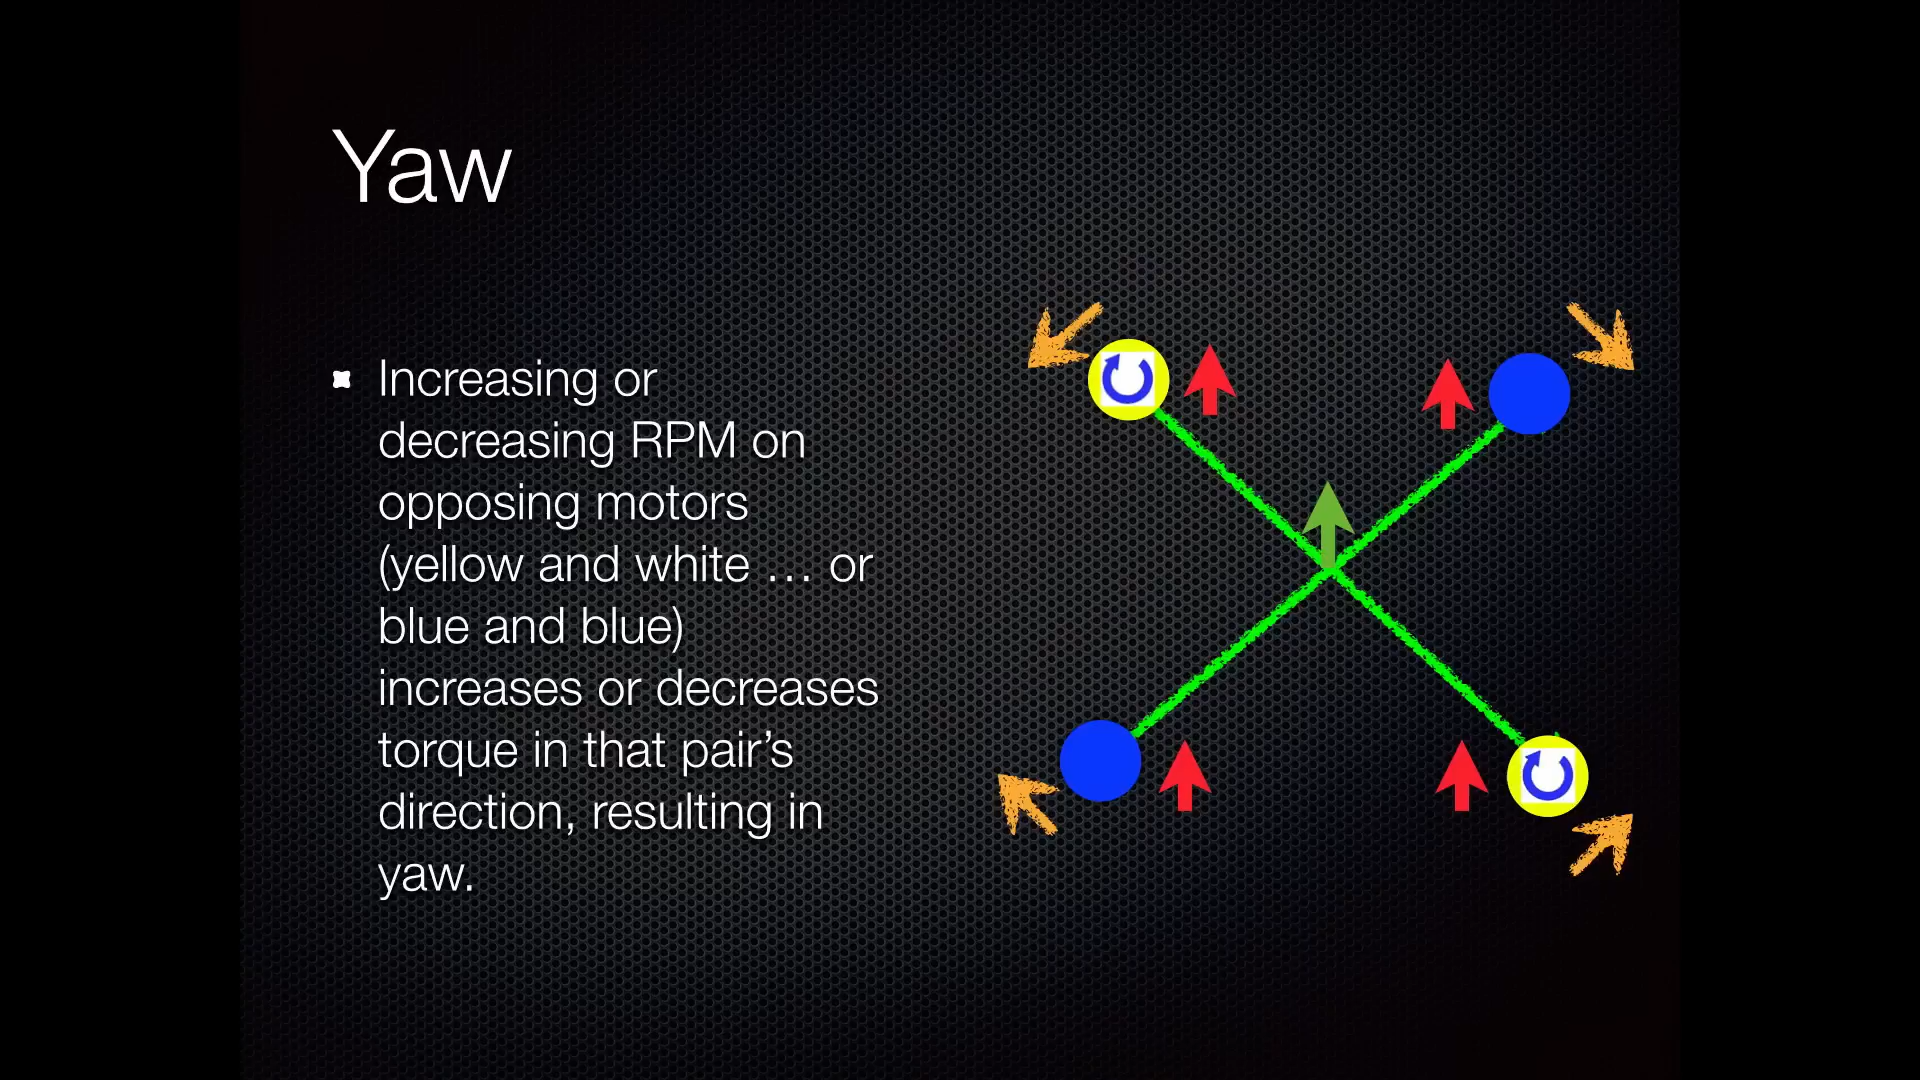 Yaw
Increasing or
decreasing RPM on
opposing motors
(yellow and white … or
blue and blue)
increases or decreases
torque in that pair’s
direction, resulting in
yaw.